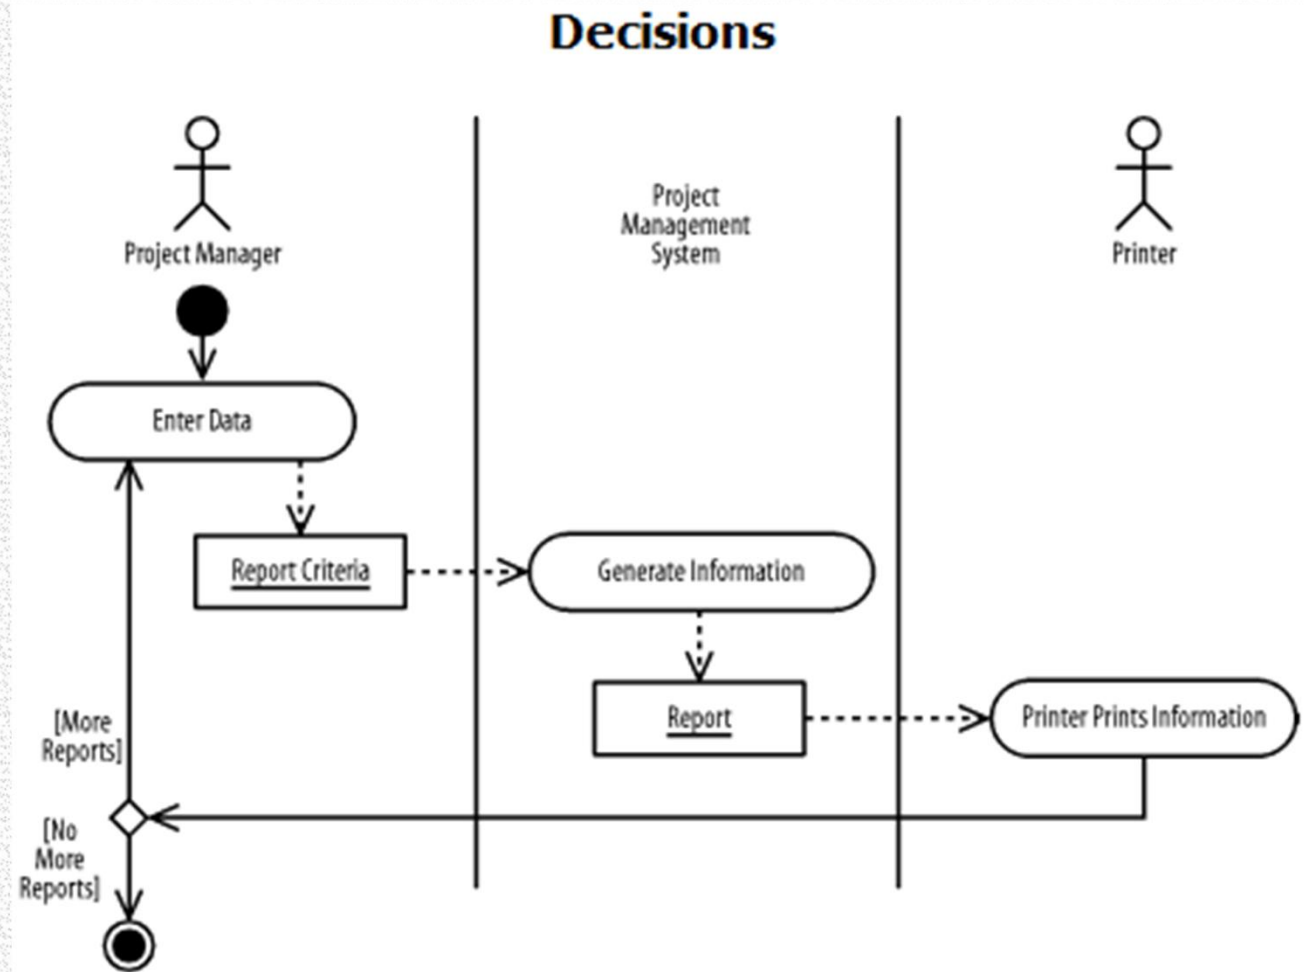 Decisions
Project Manager
Project
Management
System
Printer
Enter Data
Report Criteria
Generate Information
Report
Printer Prints Information
[More
Reports]
[No
More
Reports]